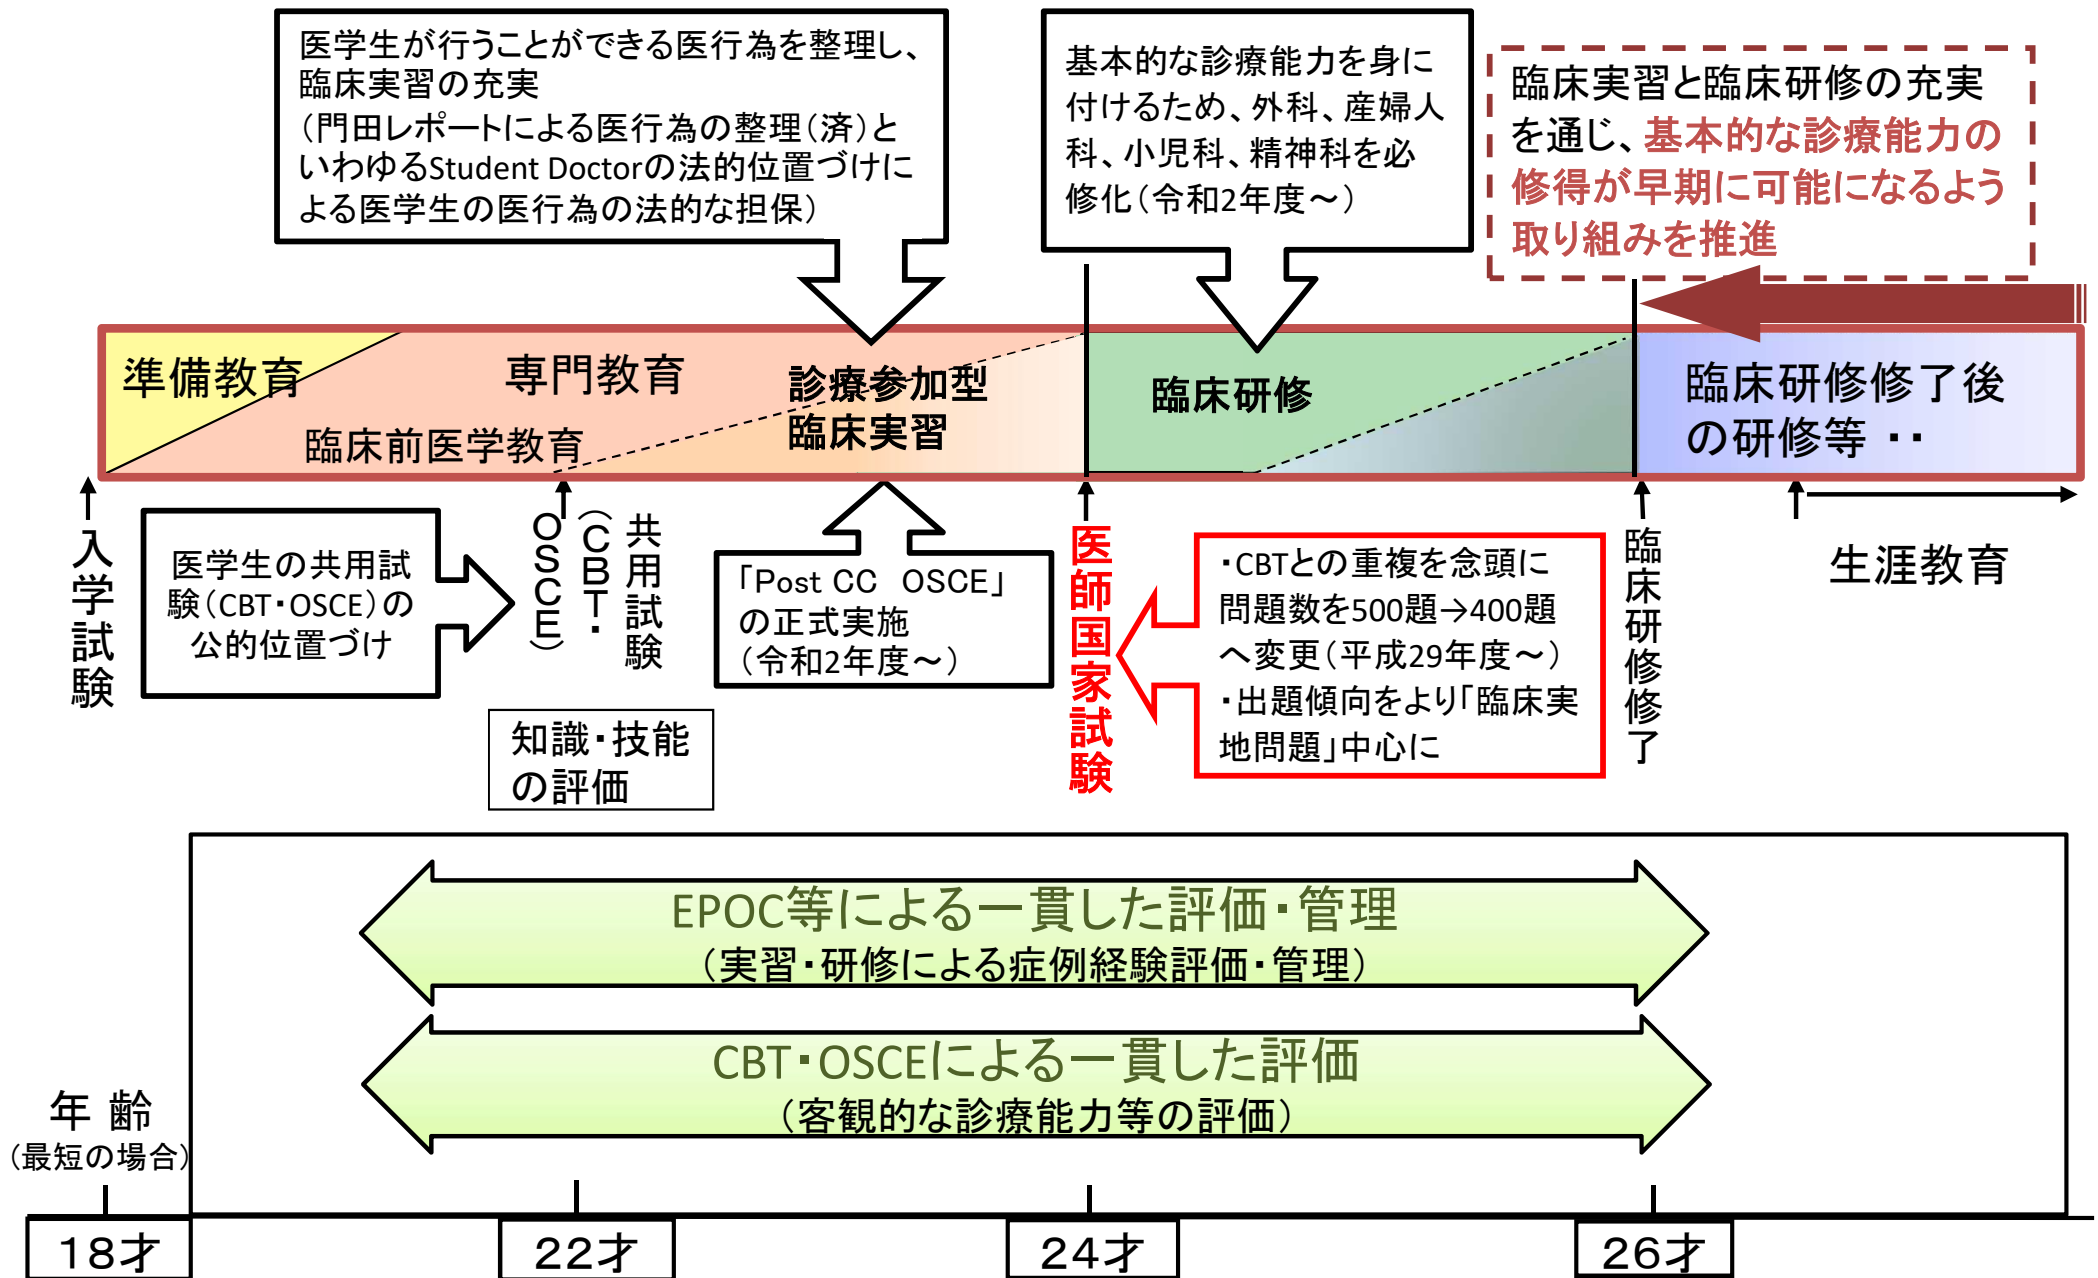 医学生が行うことができる医行為を整理し、
臨床実習の充実
（門田レポートによる医行為の整理(済)と
いわゆるStudent Doctorの法的位置づけに
よる医学生の医行為の法的な担保）
基本的な診療能力を身に
付けるため、外科、産婦人
科、小児科、精神科を必
修化（令和2年度～）
臨床実習と臨床研修の充実
を通じ、基本的な診療能力の
修得が早期に可能になるよう
取り組みを推進
準備教育
専門教育
臨床前医学教育
診療参加型
臨床実習
臨床研修
臨床研修修了後
の研修等 ・・
入学試験
医学生の共用試
験（CBT・OSCE）の
公的位置づけ
共用試験
（ＣＢＴ・
ＯＳＣＥ）
「Post CC　OSCE」
の正式実施
（令和2年度～）
医師国家試験
・CBTとの重複を念頭に
問題数を500題→400題
へ変更（平成29年度～）
・出題傾向をより「臨床実
地問題」中心に
臨床研修修了
生涯教育
知識・技能
の評価
EPOC等による一貫した評価・管理
（実習・研修による症例経験評価・管理）
CBT・OSCEによる一貫した評価
（客観的な診療能力等の評価）
年 齢
（最短の場合）
１８才
２２才
２４才
２６才